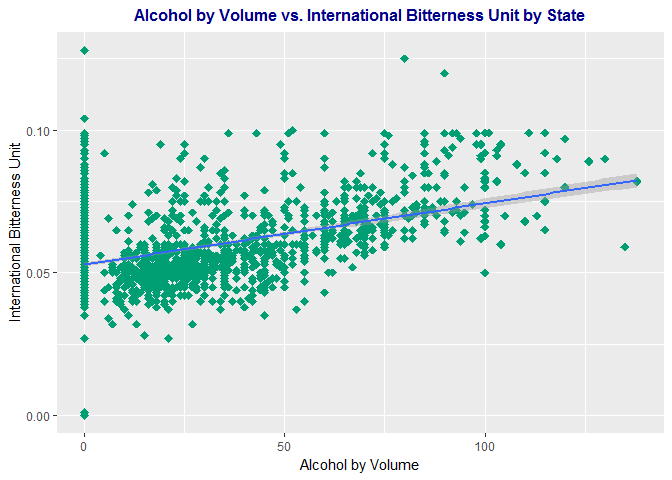 Alcohol by Volume vs. International Bitterness Unit by State
International Bitterness Unit
0.10
0.05
0.00
0
50
100
Alcohol by Volume